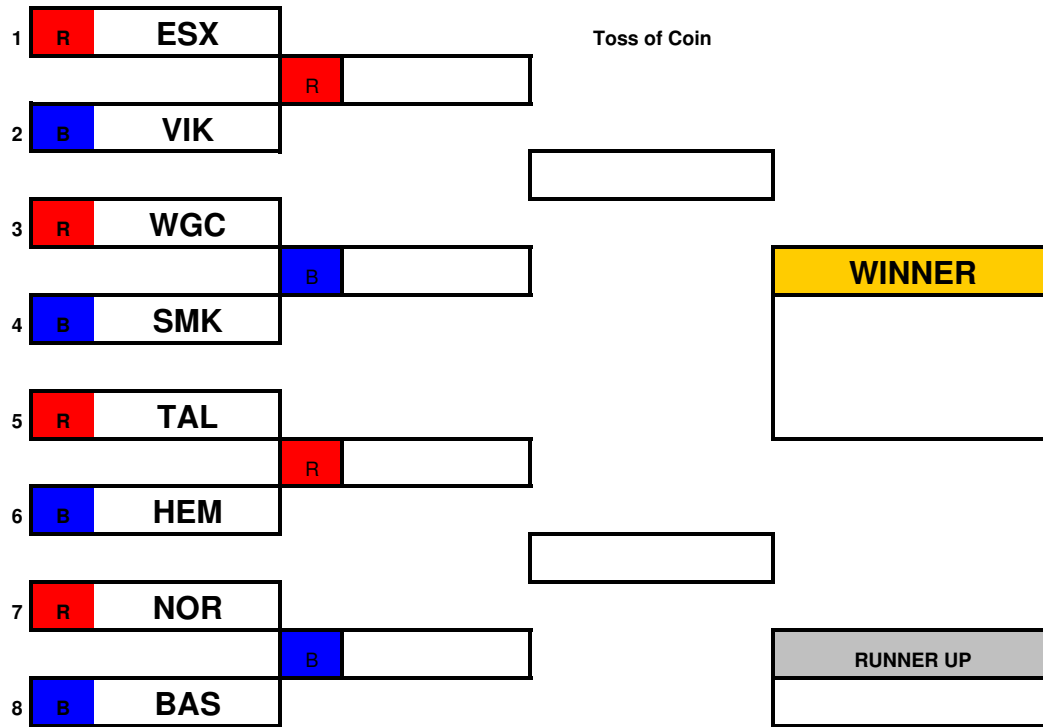 1 R ESX Toss of Coin
R
2 B VIK
3 R WGC
B WINNER
4 B SMK
5 R TAL
R
6 B HEM
7 R NOR
B RUNNER UP
8 B BAS